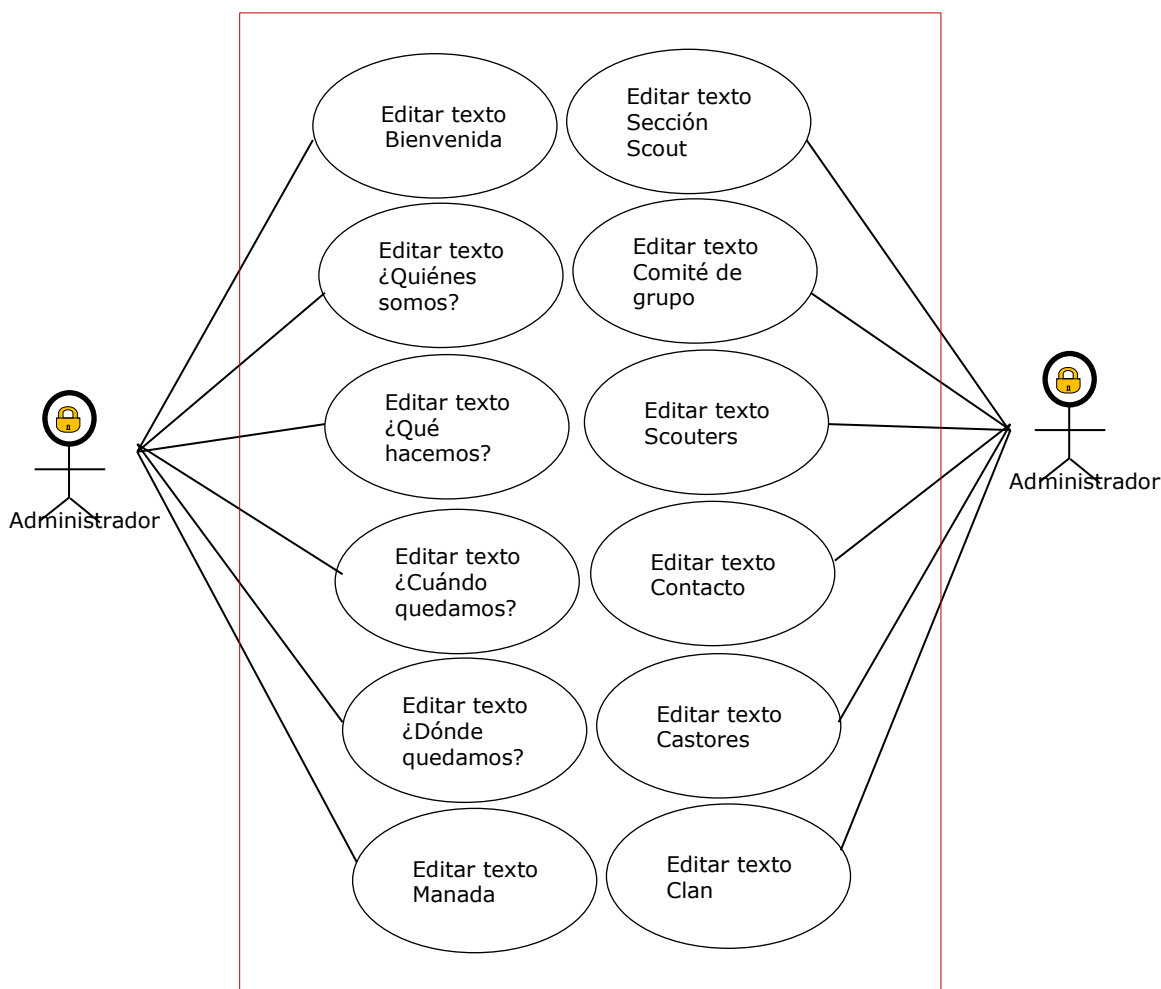 Editar texto
Bienvenida
Editar texto
Sección
Scout
Editar texto
¿Quiénes
somos?
Editar texto
Comité de
grupo
Editar texto
¿Qué
hacemos?
Editar texto
Scouters
Administrador
Administrador
Editar texto
¿Cuándo
quedamos?
Editar texto
Contacto
Editar texto
¿Dónde
quedamos?
Editar texto
Castores
Editar texto
Manada
Editar texto
Clan